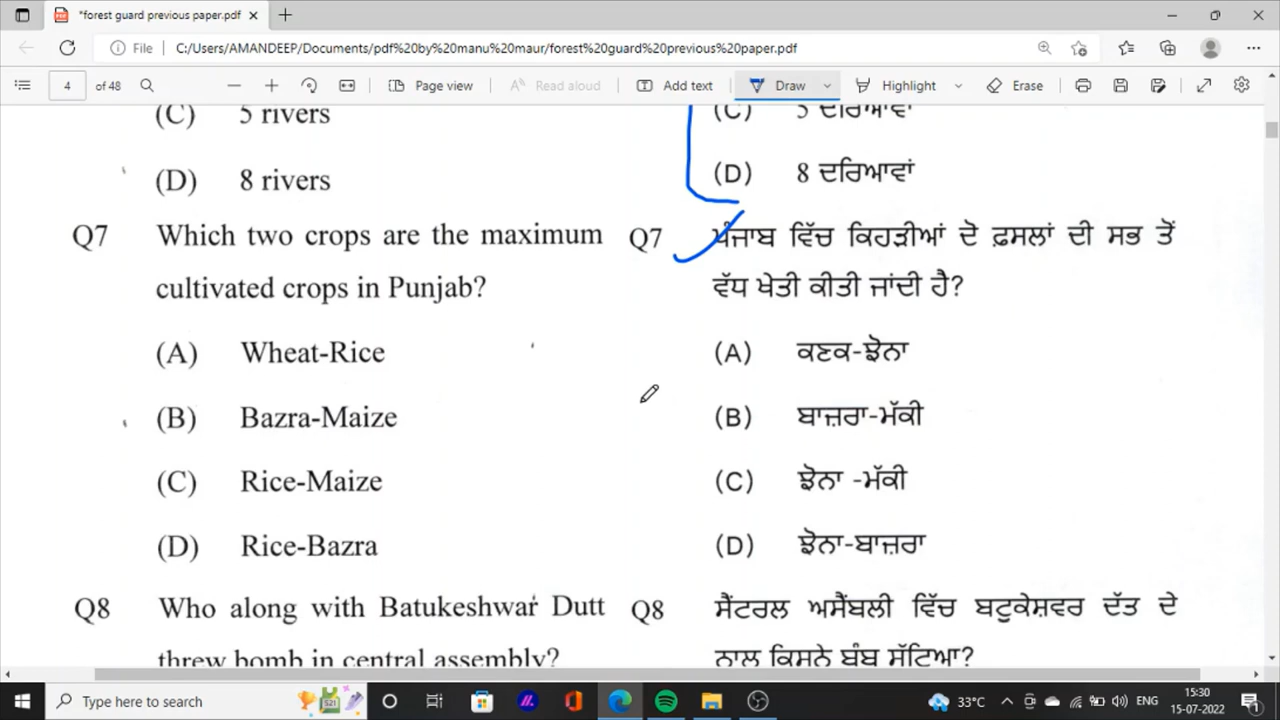 *forest guard previous paper.pdf
File C:/Users/AMANDEEP/Documents/pdf%20by%20manu%20maur/forest%20guard%20previous%20paper.pdf
4 of 48 Page view Read aloud Add text Draw Highlight Erase
(C) 5 rivers
(D) 8 rivers
Q7 Which two crops are the maximum
cultivated crops in Punjab?
(A) Wheat-Rice
(B) Bazra-Maize
(C) Rice-Maize
(D) Rice-Bazra
Q8 Who along with Batukeshwar Dutt
threw bomb in central assembly?
(C) 5 ਦਰਿਆਵਾਂ
(D) 8 ਦਰਿਆਵਾਂ
Q7 ਪੰਜਾਬ ਵਿੱਚ ਕਿਹੜੀਆਂ ਦੋ ਫ਼ਸਲਾਂ ਦੀ ਸਭ ਤੋਂ
ਵੱਧ ਖੇਤੀ ਕੀਤੀ ਜਾਂਦੀ ਹੈ?
(A) ਕਣਕ-ਝੋਨਾ
(B) ਬਾਜ਼ਰਾ-ਮੱਕੀ
(C) ਝੋਨਾ -ਮੱਕੀ
(D) ਝੋਨਾ-ਬਾਜ਼ਰਾ
Q8 ਸੈਂਟਰਲ ਅਸੈਂਬਲੀ ਵਿੱਚ ਬਟੁਕੇਸ਼ਵਰ ਦੱਤ ਦੇ
ਨਾਲ ਕਿਸਨੇ ਬੰਬ ਸੁੱਟਿਆ?
Type here to search
33°C
ENG
15:30
15-07-2022
1